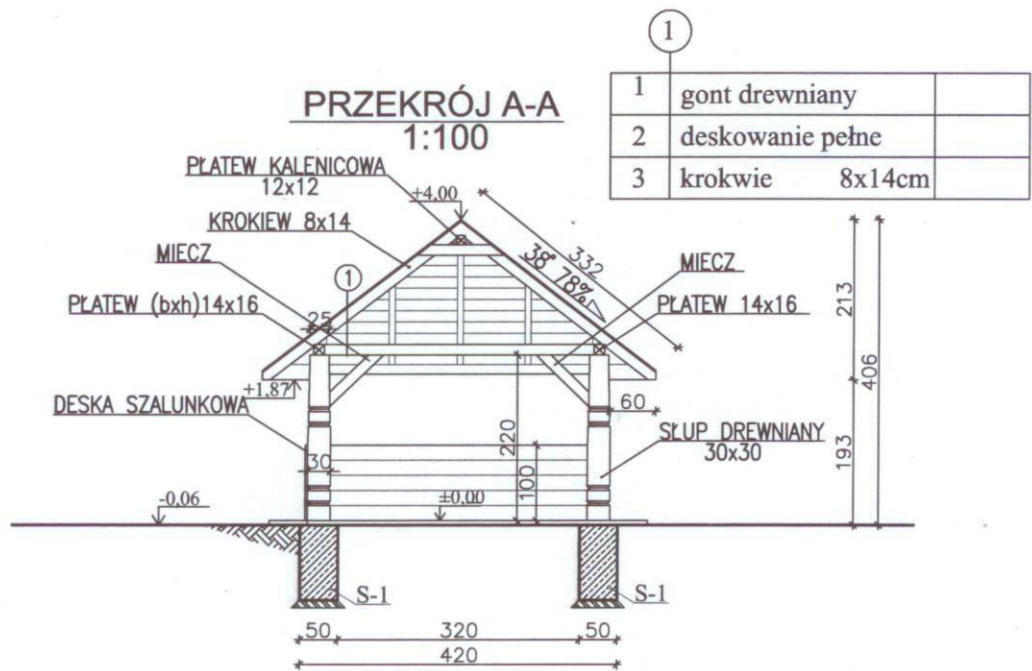 1
1 gont drewniany
2 deskowanie pełne
3 krokwie 8x14cm
PRZEKRÓJ A-A
1:100
PŁATEW KALENICOWA
12x12
+4,00
KROKIEW 8x14
332
38° 78%
MIECZ
MIECZ
1
PŁATEW (bxh)14x16
PŁATEW 14x16
25
213
406
+1,87
60
DESKA SZALUNKOWA
220
SŁUP DREWNIANY
30x30
193
30
100
-0,06
±0,00
S-1
S-1
50
320
50
420